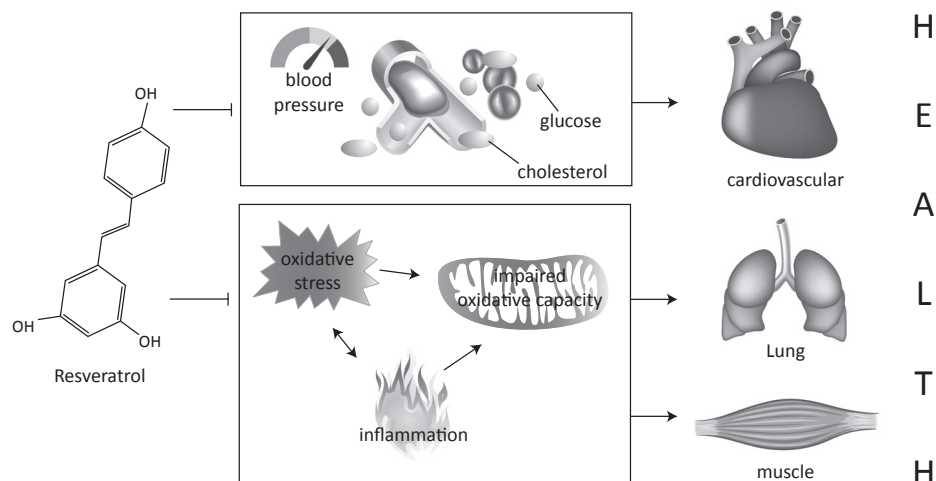 OH
OH
OH
Resveratrol
blood
pressure
glucose
cholesterol
oxidative
stress
impaired
oxidative capacity
inflammation
cardiovascular
Lung
muscle
H
E
A
L
T
H